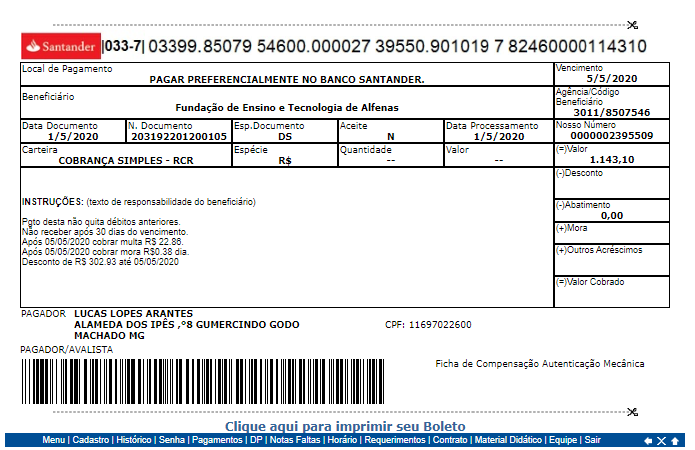 Santander |033-7| 03399.85079 54600.000027 39550.901019 7 82460000114310
Local de Pagamento
PAGAR PREFERENCIALMENTE NO BANCO SANTANDER.
Vencimento
5/5/2020
Beneficiário
Fundação de Ensino e Tecnologia de Alfenas
Agência/Código
Beneficiário
3011/8507546
Data Documento
1/5/2020
N. Documento
203192201200105
Esp.Documento
DS
Aceite
N
Data Processamento
1/5/2020
Nosso Número
0000002395509
Carteira
COBRANÇA SIMPLES - RCR
Espécie
R$
Quantidade
--
Valor
--
(=)Valor
1.143,10
(-)Desconto
INSTRUÇÕES: (texto de responsabilidade do beneficiário)
Pgto desta não quita débitos anteriores.
Não receber após 30 dias do vencimento.
Após 05/05/2020 cobrar multa R$ 22.86.
Após 05/05/2020 cobrar mora R$0.38 dia.
Desconto de R$ 302.93 até 05/05/2020
(-)Abatimento
0,00
(+)Mora
(+)Outros Acréscimos
(=)Valor Cobrado
PAGADOR LUCAS LOPES ARANTES
ALAMEDA DOS IPÊS ,º8 GUMERCINDO GODO
MACHADO MG
CPF: 11697022600
PAGADOR/AVALISTA
Ficha de Compensação Autenticação Mecânica
Clique aqui para imprimir seu Boleto
Menu | Cadastro | Histórico | Senha | Pagamentos | DP | Notas Faltas | Horário | Requerimentos | Contrato | Material Didático | Equipe | Sair